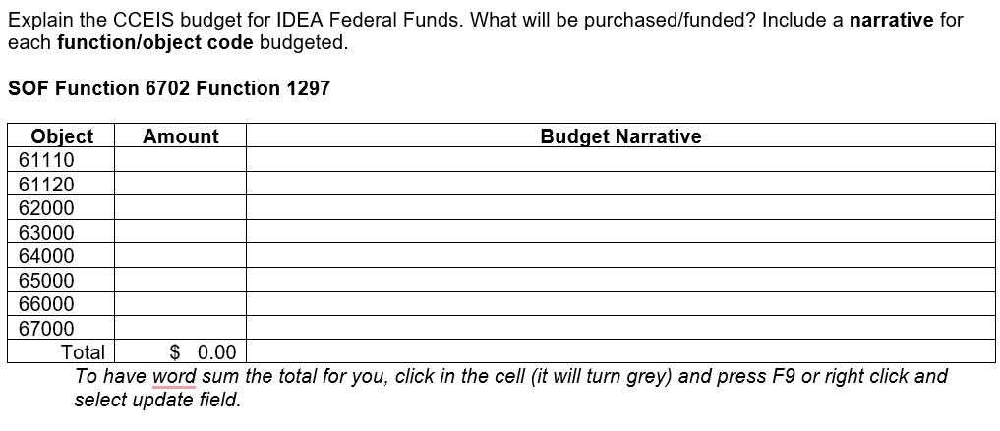 Explain the CCEIS budget for IDEA Federal Funds. What will be purchased/funded? Include a narrative for
each function/object code budgeted.
SOF Function 6702 Function 1297
Object Amount Budget Narrative
61110
61120
62000
63000
64000
65000
66000
67000
Total $ 0.00
To have word sum the total for you, click in the cell (it will turn grey) and press F9 or right click and
select update field.